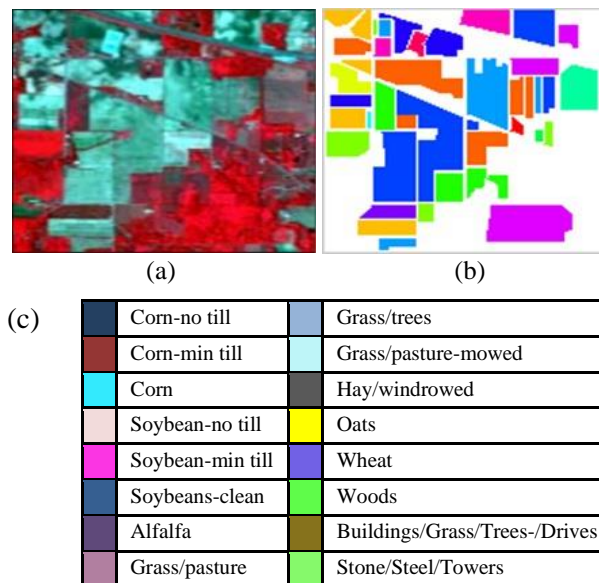 (a)
(b)
(c)
Corn-no till Grass/trees
Corn-min till Grass/pasture-mowed
Corn Hay/windrowed
Soybean-no till Oats
Soybean-min till Wheat
Soybeans-clean Woods
Alfalfa Buildings/Grass/Trees-/Drives
Grass/pasture Stone/Steel/Towers